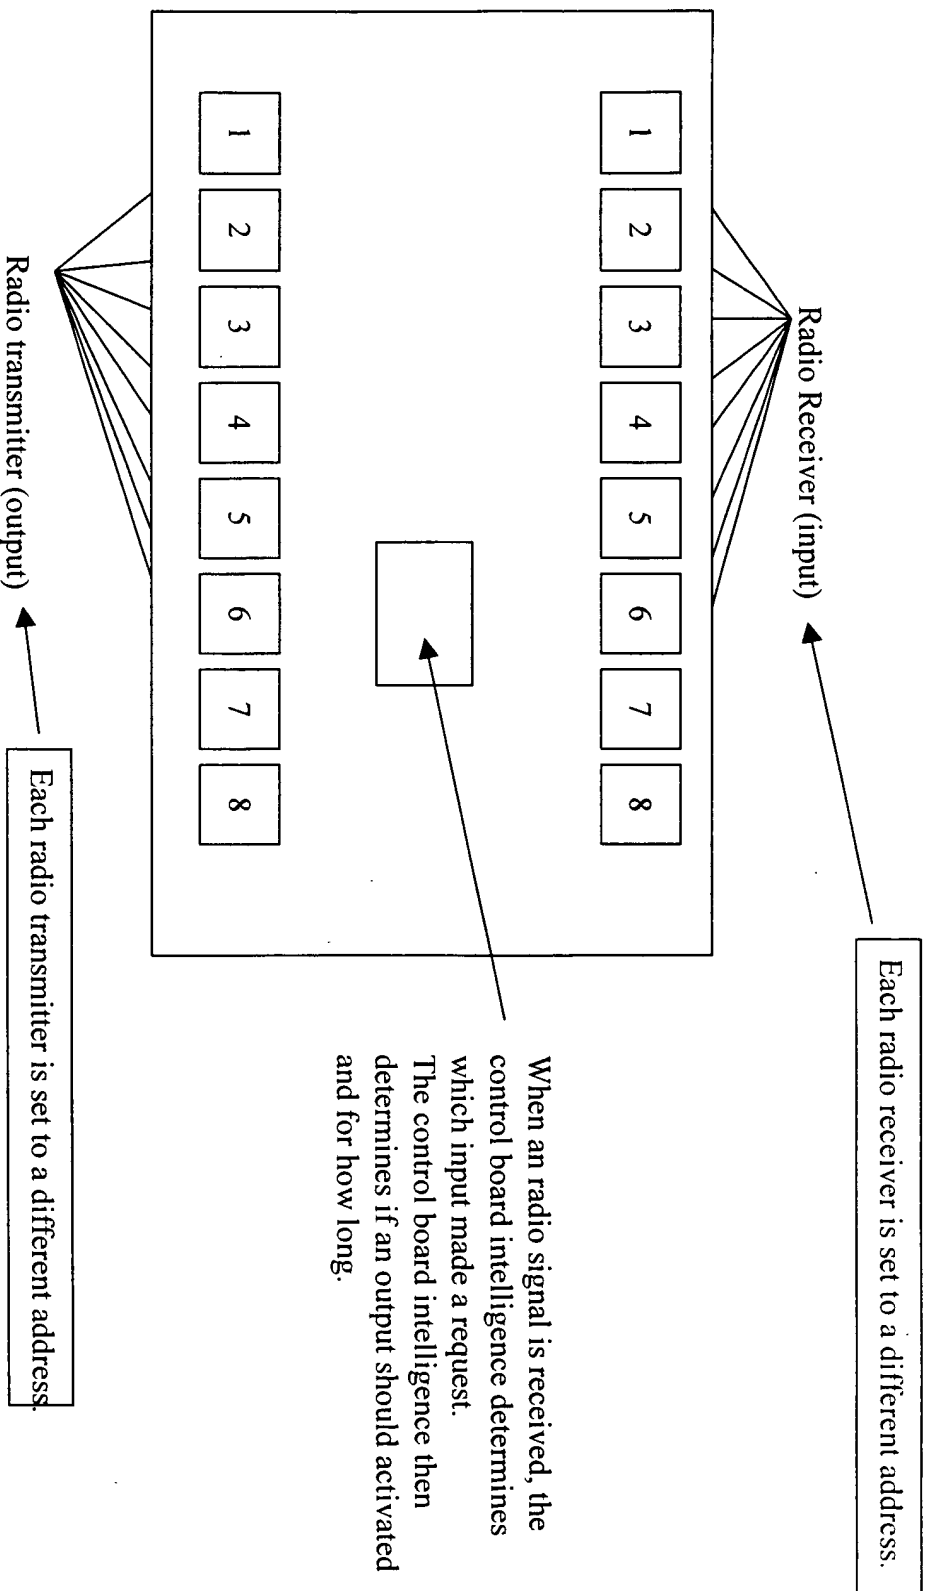 Each radio receiver is set to a different address.
Radio Receiver (input)
1 2 3 4 5 6 7 8
When an radio signal is received, the
control board intelligence determines
which input made a request.
The control board intelligence then
determines if an output should activated
and for how long.
1 2 3 4 5 6 7 8
Radio transmitter (output)
Each radio transmitter is set to a different address.